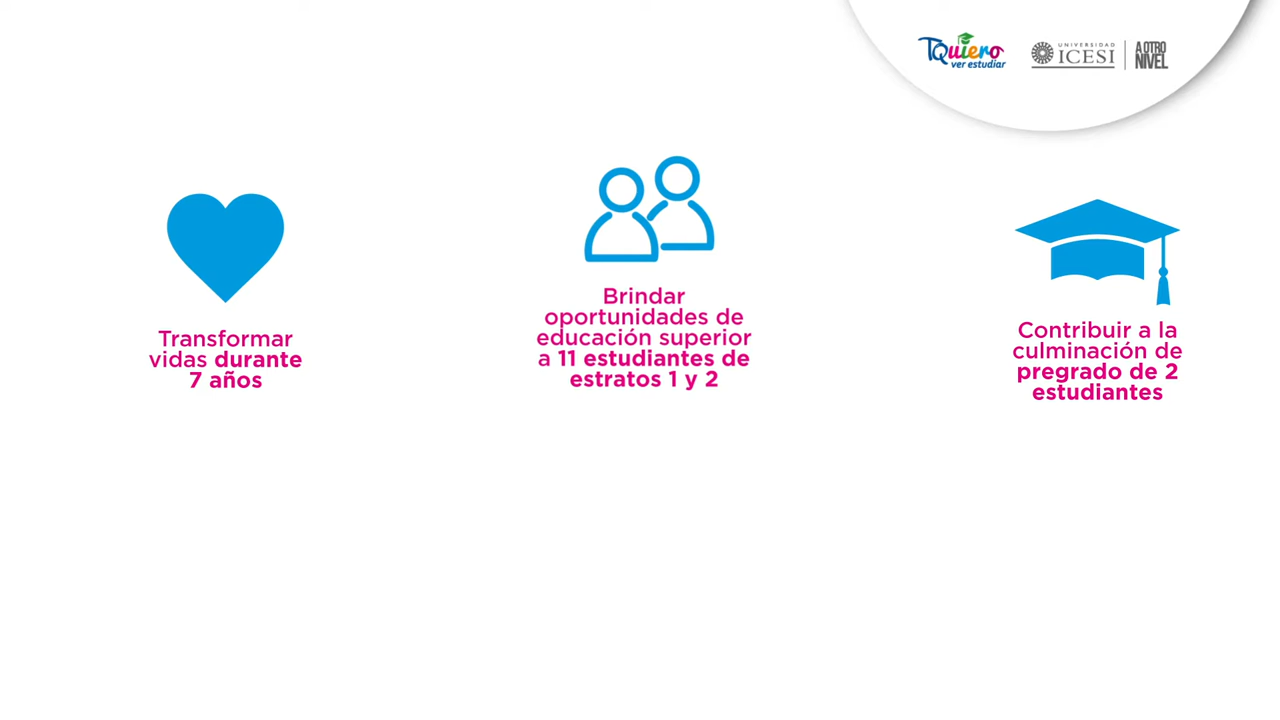 TQuiero
ver estudiar
UNIVERSIDAD
ICESI
A OTRO
NIVEL
Transformar
vidas durante
7 años
Brindar
oportunidades de
educación superior
a 11 estudiantes de
estratos 1 y 2
Contribuir a la
culminación de
pregrado de 2
estudiantes